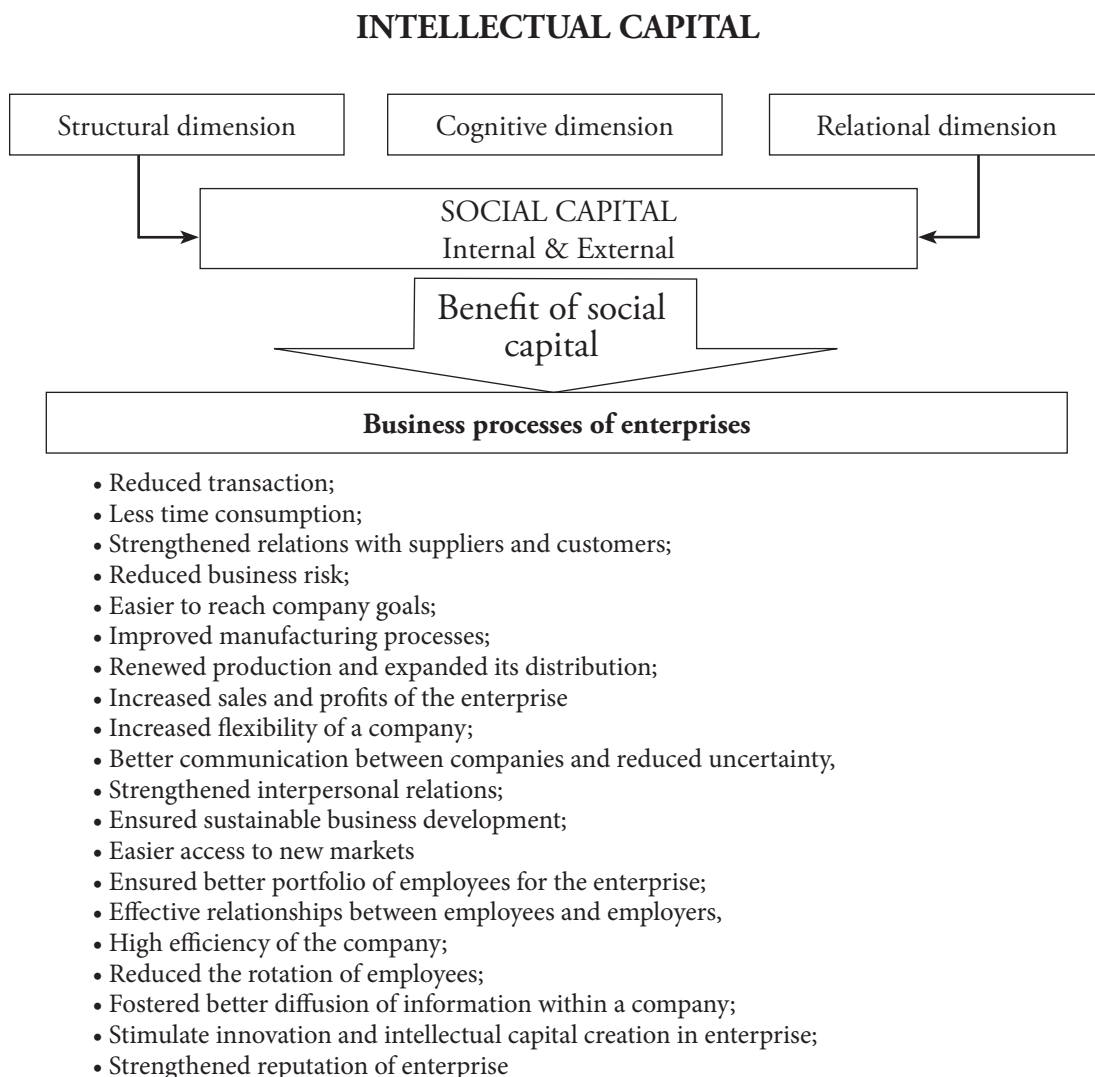 INTELLECTUAL CAPITAL
Structural dimension
Cognitive dimension
Relational dimension
SOCIAL CAPITAL
Internal & External
Benefit of social
capital
Business processes of enterprises
• Reduced transaction;
• Less time consumption;
• Strengthened relations with suppliers and customers;
• Reduced business risk;
• Easier to reach company goals;
• Improved manufacturing processes;
• Renewed production and expanded its distribution;
• Increased sales and profits of the enterprise
• Increased flexibility of a company;
• Better communication between companies and reduced uncertainty,
• Strengthened interpersonal relations;
• Ensured sustainable business development;
• Easier access to new markets
• Ensured better portfolio of employees for the enterprise;
• Effective relationships between employees and employers,
• High efficiency of the company;
• Reduced the rotation of employees;
• Fostered better diffusion of information within a company;
• Stimulate innovation and intellectual capital creation in enterprise;
• Strengthened reputation of enterprise